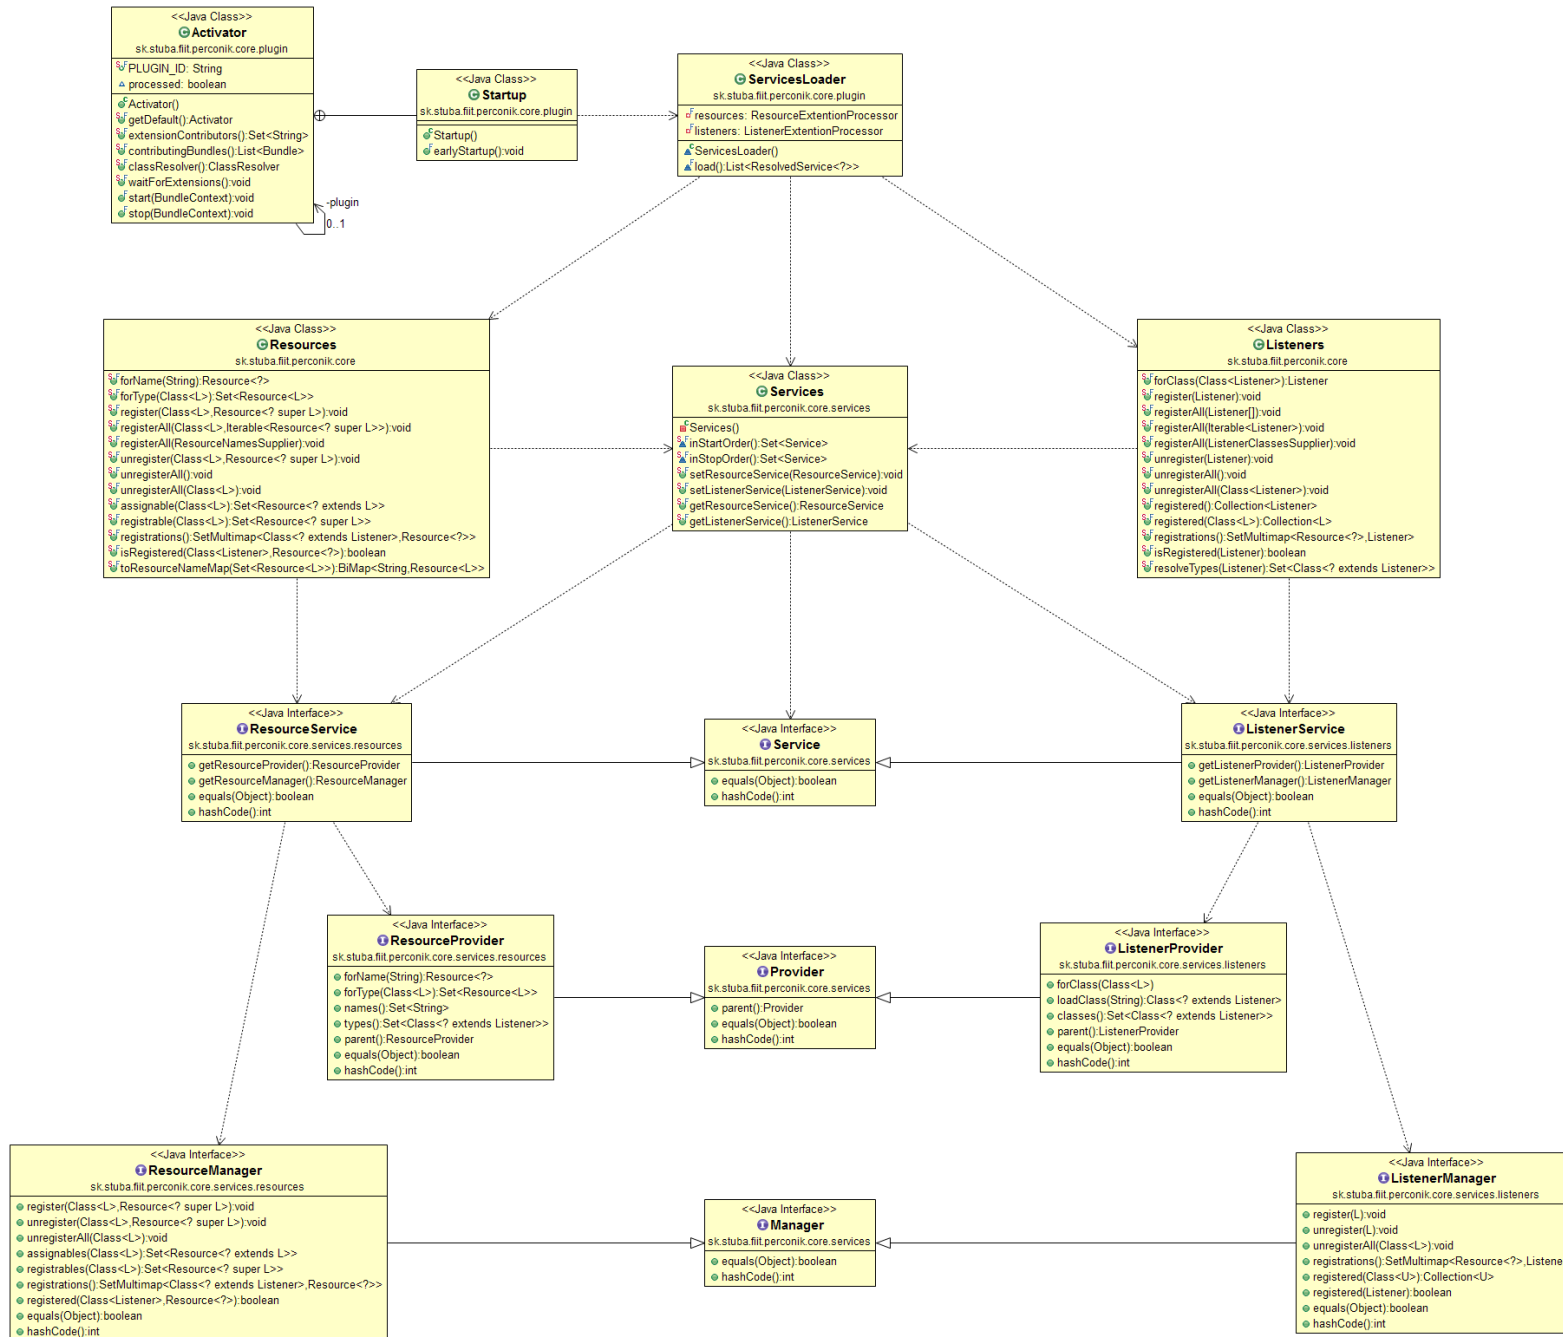 <<Java Class>>
Activator
sk.stuba.fiit.perconik.core.plugin
PLUGIN_ID: String
processed: boolean
Activator()
getDefault():Activator
extensionContributors():Set<String>
contributingBundles():List<Bundle>
classResolver():ClassResolver
waitForExtensions():void
start(BundleContext):void
stop(BundleContext):void
-plugin
0..1
<<Java Class>>
Startup
sk.stuba.fiit.perconik.core.plugin
Startup()
earlyStartup():void
<<Java Class>>
ServicesLoader
sk.stuba.fiit.perconik.core.plugin
resources: ResourceExtentionProcessor
listeners: ListenerExtentionProcessor
ServicesLoader()
load():List<ResolvedService<?>>
<<Java Class>>
Resources
sk.stuba.fiit.perconik.core
forName(String):Resource<?>
forType(Class<L>):Set<Resource<L>>
register(Class<L>,Resource<? super L>):void
registerAll(Class<L>,Iterable<Resource<? super L>>):void
registerAll(ResourceNamesSupplier):void
unregister(Class<L>,Resource<? super L>):void
unregisterAll():void
unregisterAll(Class<L>):void
assignable(Class<L>):Set<Resource<? extends L>>
registrable(Class<L>):Set<Resource<? super L>>
registrations():SetMultimap<Class<? extends Listener>,Resource<?>>
isRegistered(Class<Listener>,Resource<?>):boolean
toResourceNameMap(Set<Resource<L>>):BiMap<String,Resource<L>>
<<Java Class>>
Services
sk.stuba.fiit.perconik.core.services
Services()
inStartOrder():Set<Service>
inStopOrder():Set<Service>
setResourceService(ResourceService):void
setListenerService(ListenerService):void
getResourceService():ResourceService
getListenerService():ListenerService
<<Java Class>>
Listeners
sk.stuba.fiit.perconik.core
forClass(Class<Listener>):Listener
register(Listener):void
registerAll(Listener[]):void
registerAll(Iterable<Listener>):void
registerAll(ListenerClassesSupplier):void
unregister(Listener):void
unregisterAll():void
unregisterAll(Class<Listener>):void
registered():Collection<Listener>
registered(Class<L>):Collection<L>
registrations():SetMultimap<Resource<?>,Listener>
isRegistered(Listener):boolean
resolveTypes(Listener):Set<Class<? extends Listener>>
<<Java Interface>>
ResourceService
sk.stuba.fiit.perconik.core.services.resources
getResourceProvider():ResourceProvider
getResourceManager():ResourceManager
equals(Object):boolean
hashCode():int
<<Java Interface>>
Service
sk.stuba.fiit.perconik.core.services
equals(Object):boolean
hashCode():int
<<Java Interface>>
ListenerService
sk.stuba.fiit.perconik.core.services.listeners
getListenerProvider():ListenerProvider
getListenerManager():ListenerManager
equals(Object):boolean
hashCode():int
<<Java Interface>>
ResourceProvider
sk.stuba.fiit.perconik.core.services.resources
forName(String):Resource<?>
forType(Class<L>):Set<Resource<L>>
names():Set<String>
types():Set<Class<? extends Listener>>
parent():ResourceProvider
equals(Object):boolean
hashCode():int
<<Java Interface>>
Provider
sk.stuba.fiit.perconik.core.services
parent():Provider
equals(Object):boolean
hashCode():int
<<Java Interface>>
ListenerProvider
sk.stuba.fiit.perconik.core.services.listeners
forClass(Class<L>)
loadClass(String):Class<? extends Listener>
classes():Set<Class<? extends Listener>>
parent():ListenerProvider
equals(Object):boolean
hashCode():int
<<Java Interface>>
ResourceManager
sk.stuba.fiit.perconik.core.services.resources
register(Class<L>,Resource<? super L>):void
unregister(Class<L>,Resource<? super L>):void
unregisterAll(Class<L>):void
assignables(Class<L>):Set<Resource<? extends L>>
registrables(Class<L>):Set<Resource<? super L>>
registrations():SetMultimap<Class<? extends Listener>,Resource<?>>
registered(Class<Listener>,Resource<?>):boolean
equals(Object):boolean
hashCode():int
<<Java Interface>>
Manager
sk.stuba.fiit.perconik.core.services
equals(Object):boolean
hashCode():int
<<Java Interface>>
ListenerManager
sk.stuba.fiit.perconik.core.services.listeners
register(L):void
unregister(L):void
unregisterAll(Class<L>):void
registrations():SetMultimap<Resource<?>,Listene
registered(Class<U>):Collection<U>
registered(Listener):boolean
equals(Object):boolean
hashCode():int